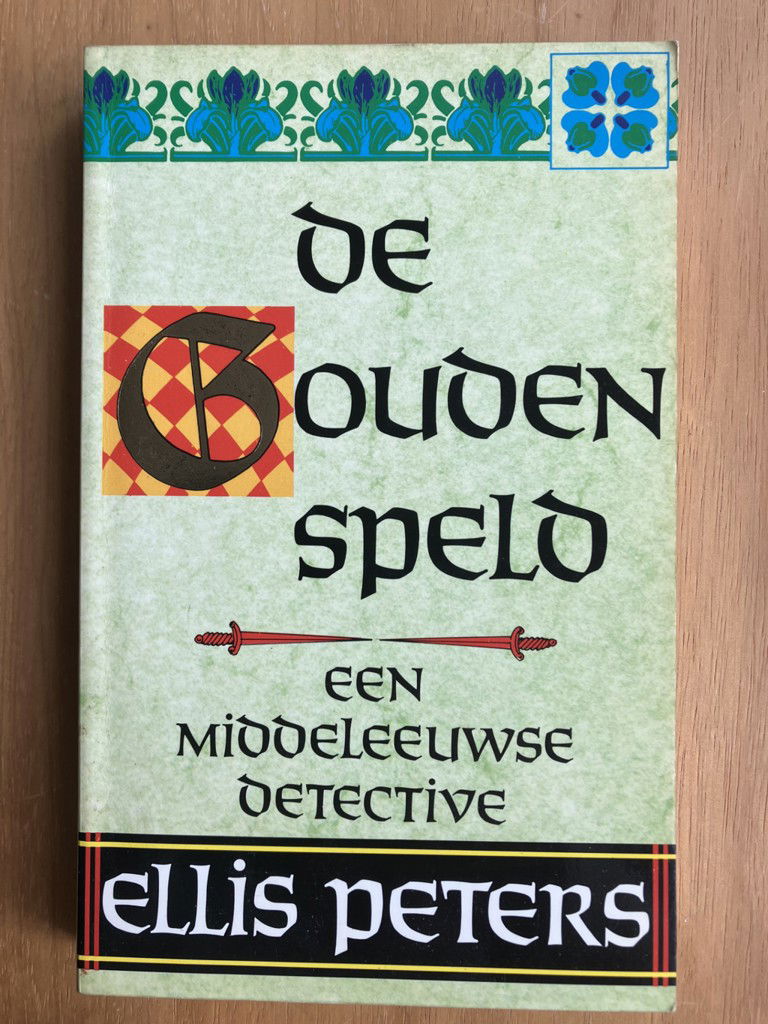 De
Gouden
Speld
een
middeleeuwse
detective
Ellis Peters